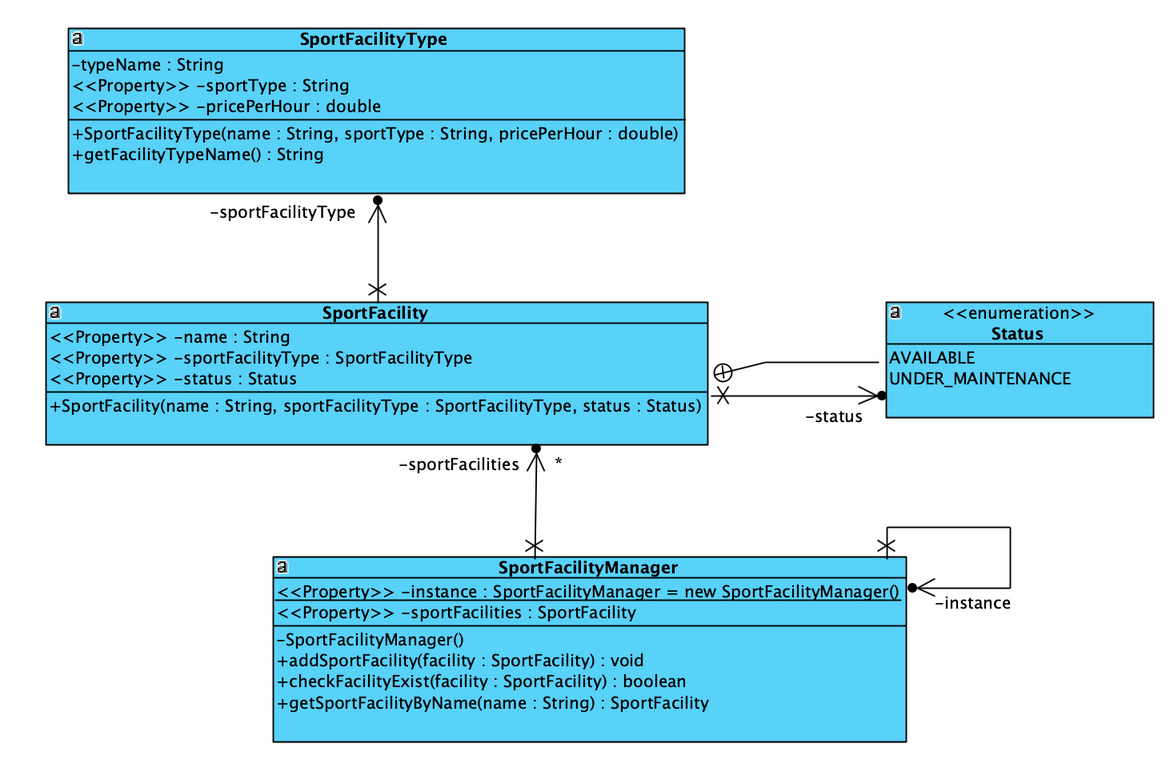 a
SportFacilityType
-typeName : String
<<Property>> -sportType : String
<<Property>> -pricePerHour : double
+SportFacilityType(name : String, sportType : String, pricePerHour : double)
+getFacilityTypeName() : String
-sportFacilityType
a
SportFacility
<<Property>> -name : String
<<Property>> -sportFacilityType : SportFacilityType
<<Property>> -status : Status
+SportFacility(name : String, sportFacilityType : SportFacilityType, status : Status)
a
<<enumeration>>
Status
AVAILABLE
UNDER_MAINTENANCE
-status
-sportFacilities
*
a
SportFacilityManager
<<Property>> -instance : SportFacilityManager = new SportFacilityManager()
<<Property>> -sportFacilities : SportFacility
-SportFacilityManager()
+addSportFacility(facility : SportFacility) : void
+checkFacilityExist(facility : SportFacility) : boolean
+getSportFacilityByName(name : String) : SportFacility
-instance